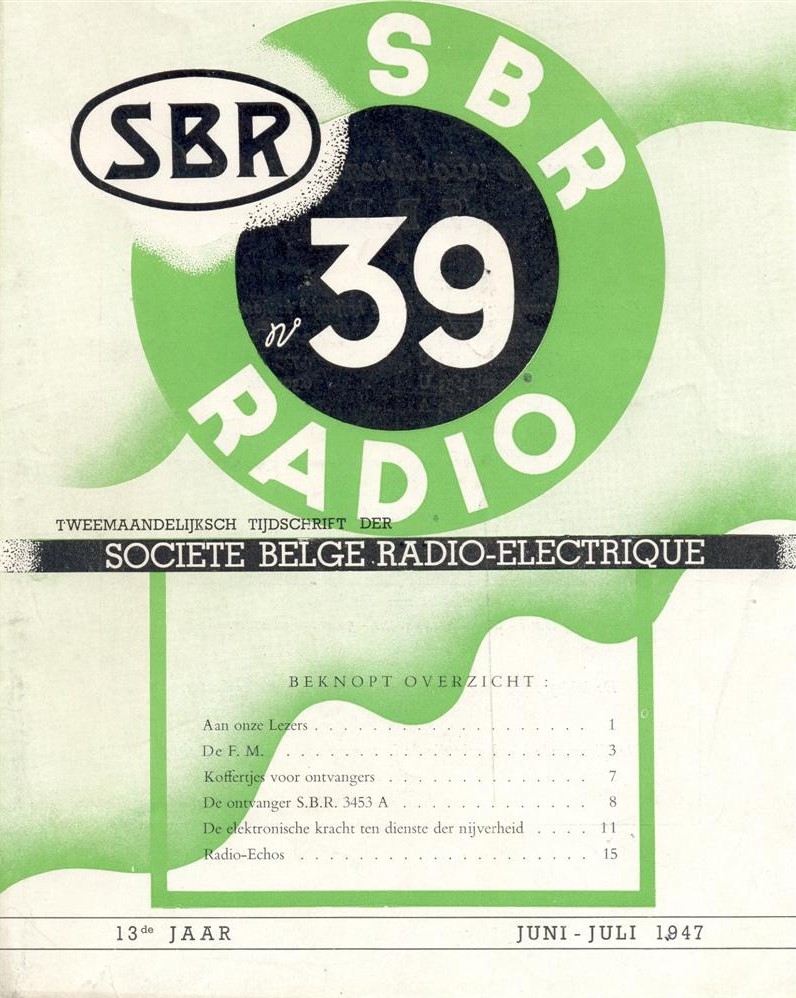 SBR
SBR
RADIO
No 39
TWEEMAANDELIJKSCH TIJDSCHRIFT DER
SOCIETE BELGE RADIO-ELECTRIQUE
BEKNOPT OVERZICHT :
Aan onze Lezers . . . . . . . . . . . . . . . . . . . 1
De F. M. . . . . . . . . . . . . . . . . . . . . . 3
Koffertjes voor ontvangers . . . . . . . . . . . . . . 7
De ontvanger S.B.R. 3453 A . . . . . . . . . . . . . 8
De elektronische kracht ten dienste der nijverheid . . . . 11
Radio-Echos . . . . . . . . . . . . . . . . . . . . 15
13de JAAR
JUNI - JULI 1947